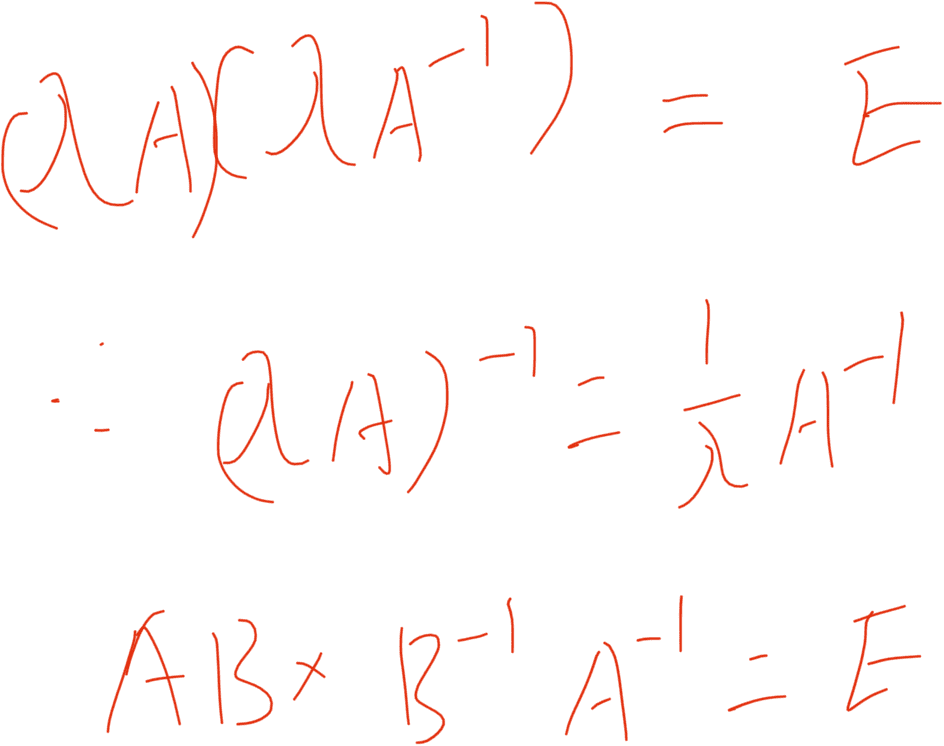 (λA)(λA⁻¹) = E
∴ (λA)⁻¹ = 1/λ A⁻¹
AB × B⁻¹ A⁻¹ = E